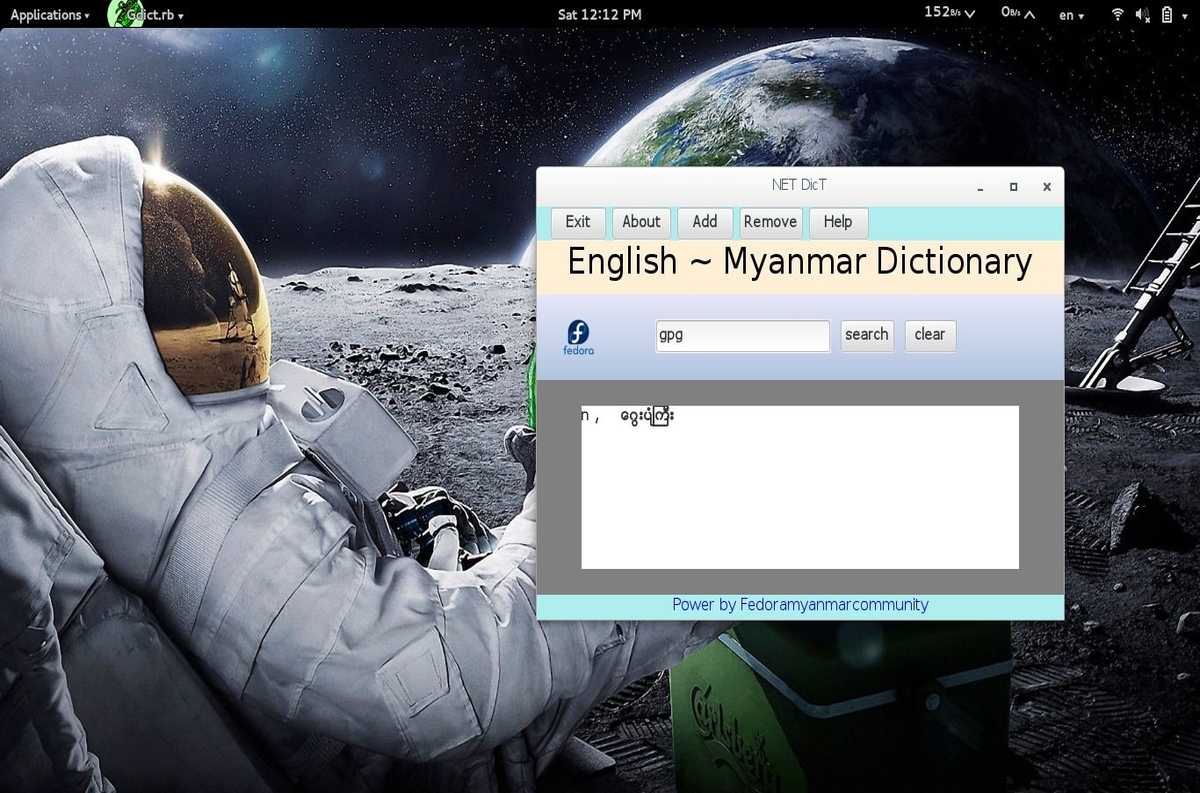 Applications
Gdict.rb
Sat 12:12 PM
152B/s
0B/s
en
NET DicT
Exit About Add Remove Help
English ~ Myanmar Dictionary
fedora
gpg
search
clear
n , ဂွေးပံကြီး
Power by Fedoramyanmarcommunity
Carlsberg